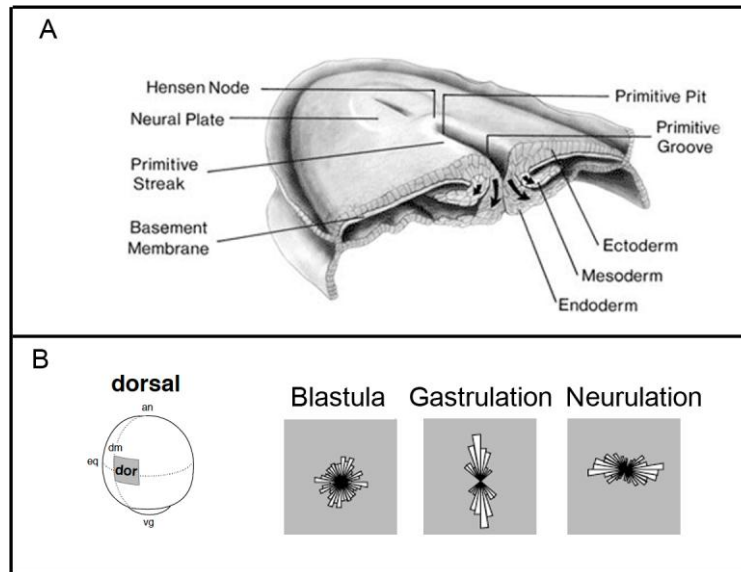 A
Hensen Node
Neural Plate
Primitive
Streak
Basement
Membrane
Primitive Pit
Primitive
Groove
Ectoderm
Mesoderm
Endoderm
B
dorsal
an
dm
eq
dor
vg
Blastula
Gastrulation
Neurulation